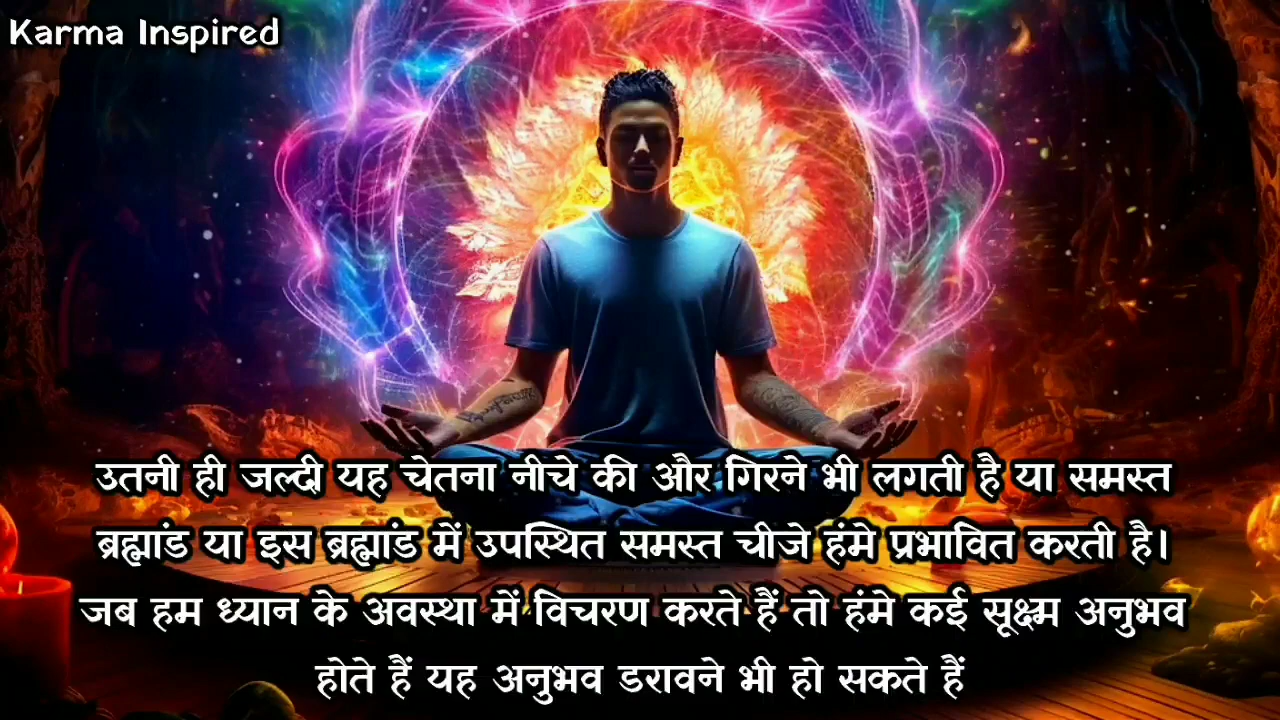 Karma Inspired
उतनी ही जल्दी यह चेतना नीचे की और गिरने भी लगती है या समस्त
ब्रह्मांड या इस ब्रह्मांड में उपस्थित समस्त चीजे हंमे प्रभावित करती है।
जब हम ध्यान के अवस्था में विचरण करते हैं तो हंमे कई सूक्ष्म अनुभव
होते हैं यह अनुभव डरावने भी हो सकते हैं